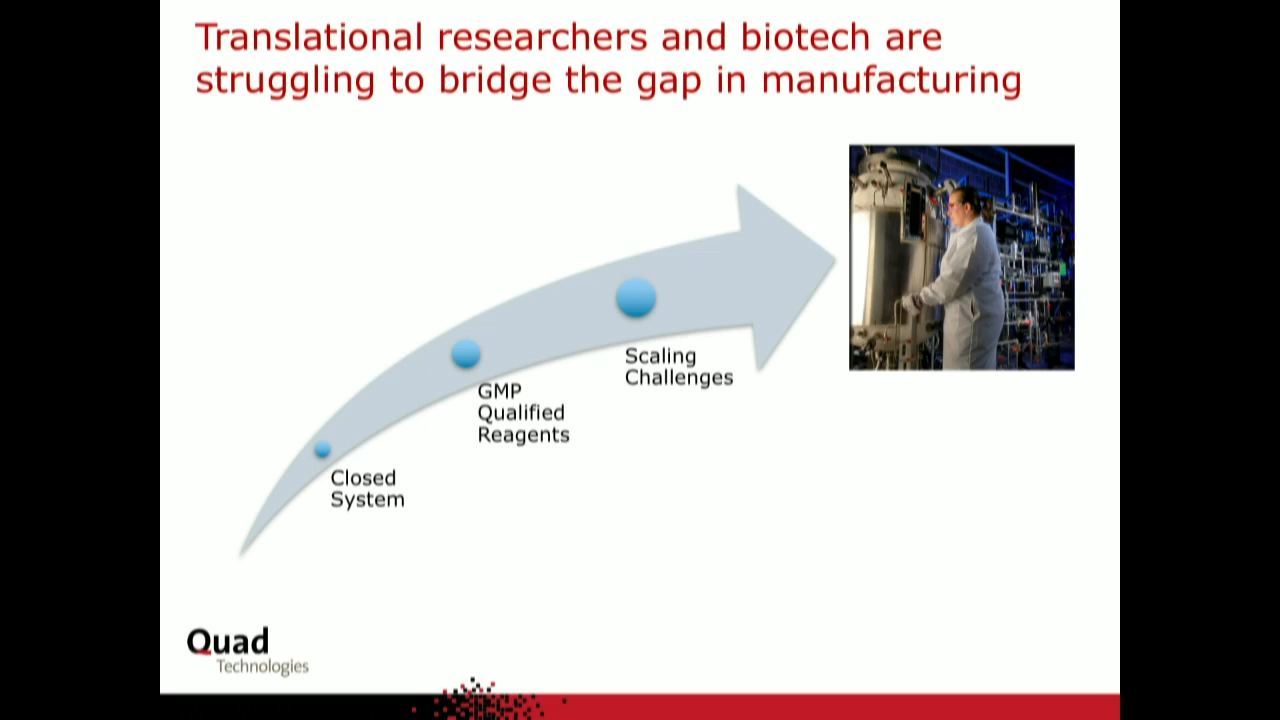 Translational researchers and biotech are
struggling to bridge the gap in manufacturing
Scaling
Challenges
GMP
Qualified
Reagents
Closed
System
Quad
Technologies